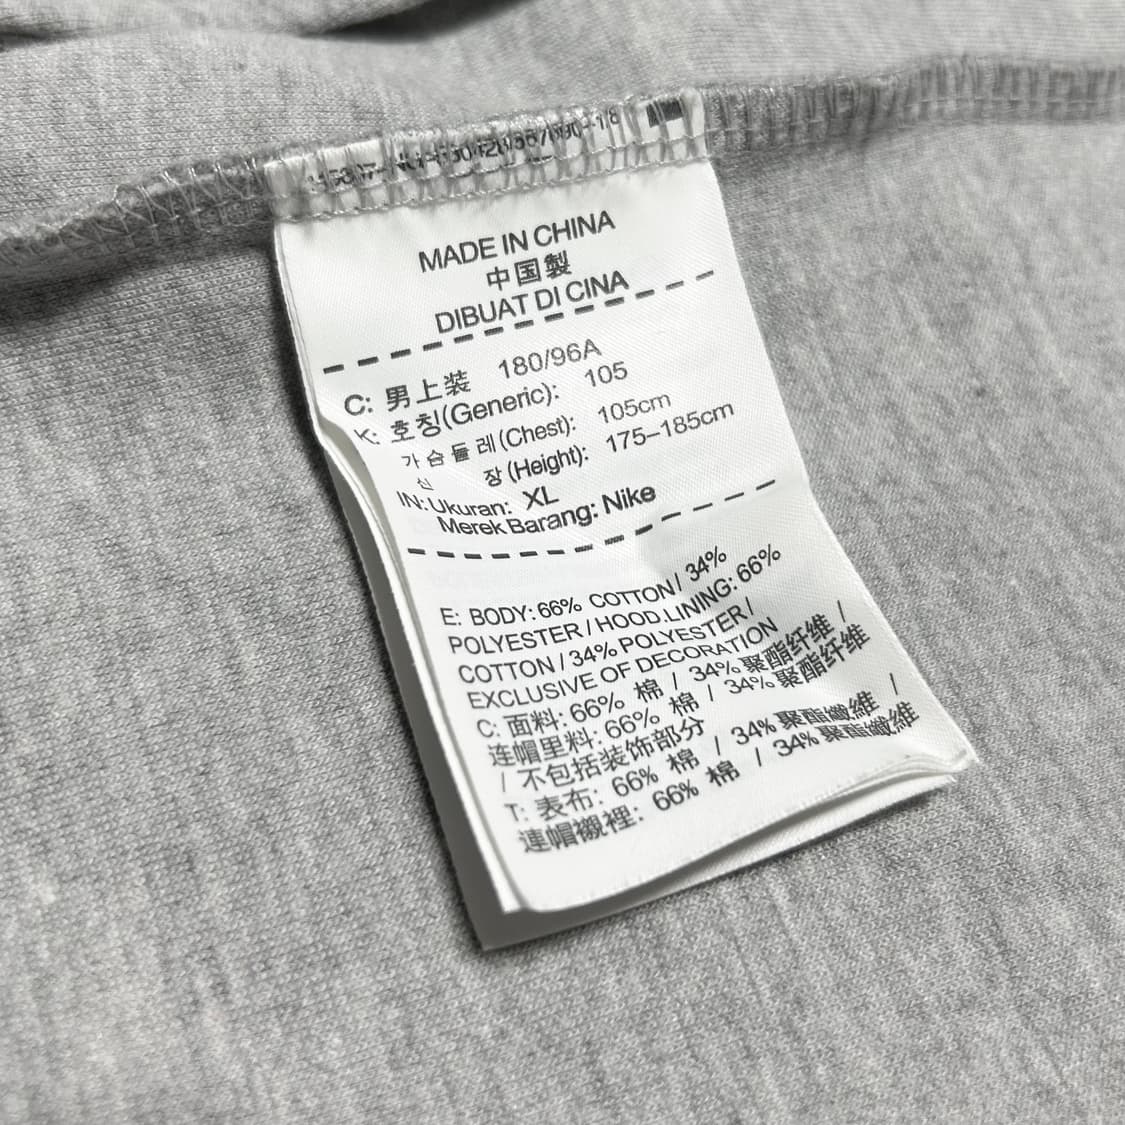 MADE IN CHINA
中国製
DIBUAT DI CINA
C: 男上装 180/96A
K: 호칭(Generic): 105
가슴둘레(Chest): 105cm
신 장(Height): 175–185cm
IN: Ukuran: XL
Merek Barang: Nike
E: BODY: 66% COTTON / 34%
POLYESTER / HOOD.LINING: 66%
COTTON / 34% POLYESTER /
EXCLUSIVE OF DECORATION
C: 面料: 66% 棉 / 34%聚酯纤维 /
连帽里料: 66% 棉 / 34%聚酯纤维
/ 不包括装饰部分
T: 表布: 66% 棉 / 34%聚酯纖維 /
連帽襯裡: 66% 棉 / 34%聚酯纖維